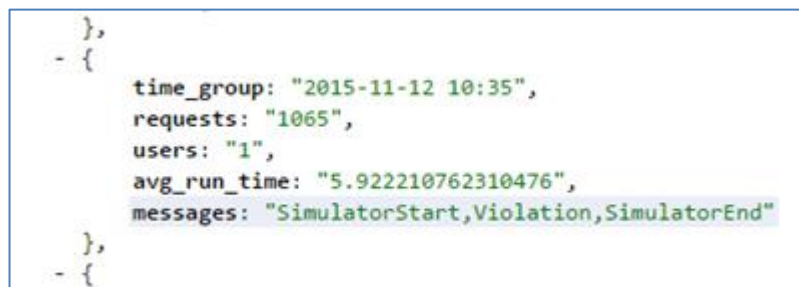 },
- {
time_group: "2015-11-12 10:35",
requests: "1065",
users: "1",
avg_run_time: "5.922210762310476",
messages: "SimulatorStart,Violation,SimulatorEnd"
},
- {